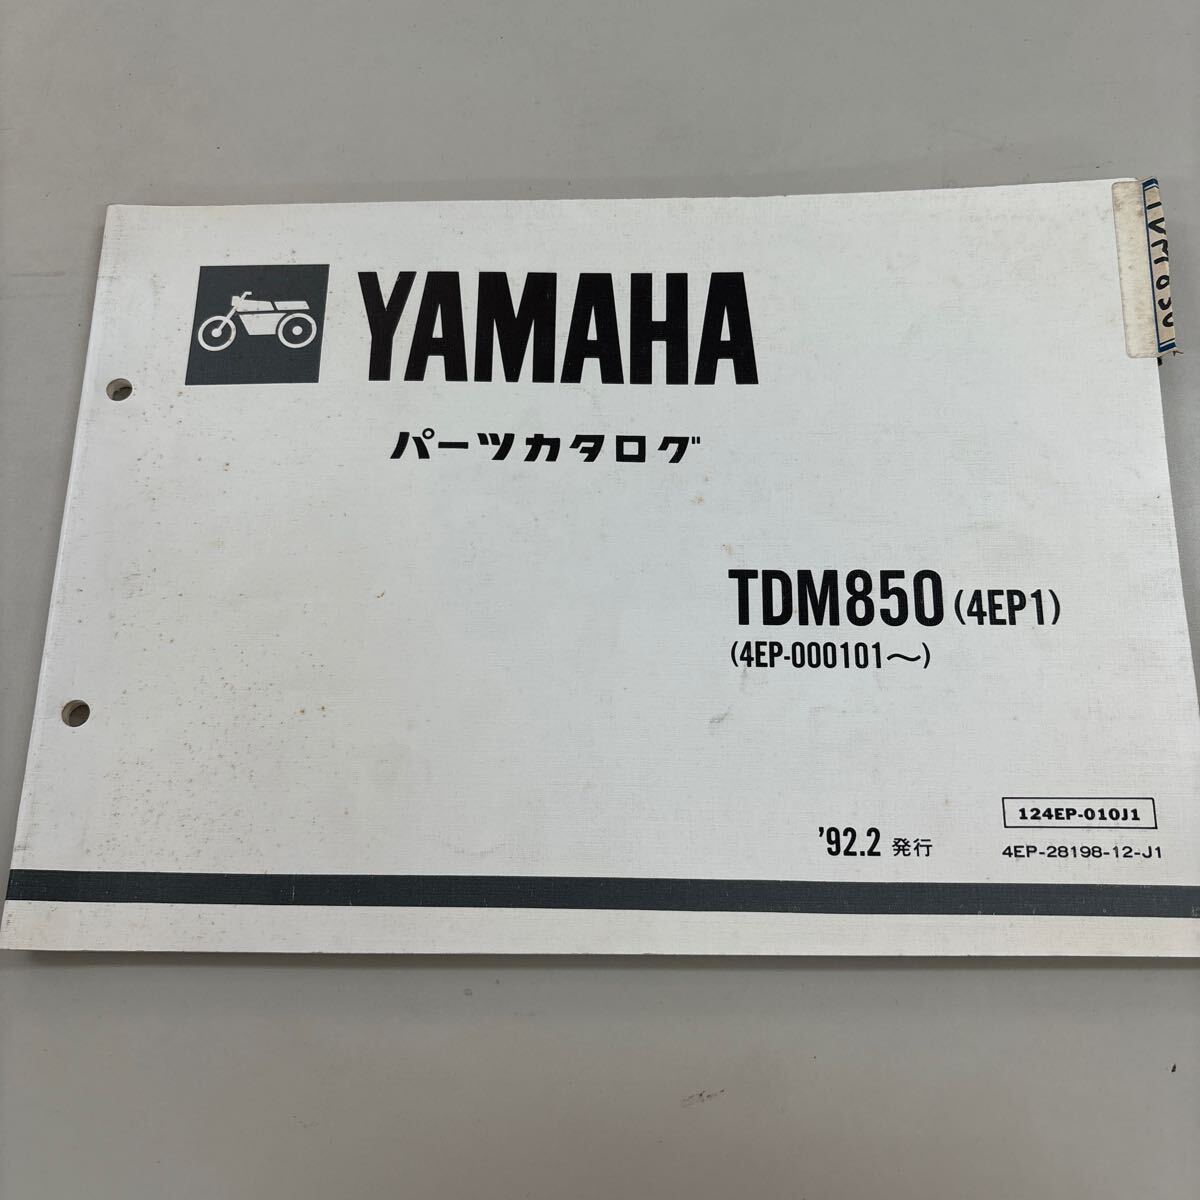 YAMAHA
パーツカタログ
TDM850 (4EP1)
(4EP-000101〜)
124EP-010J1
'92.2 発行
4EP-28198-12-J1